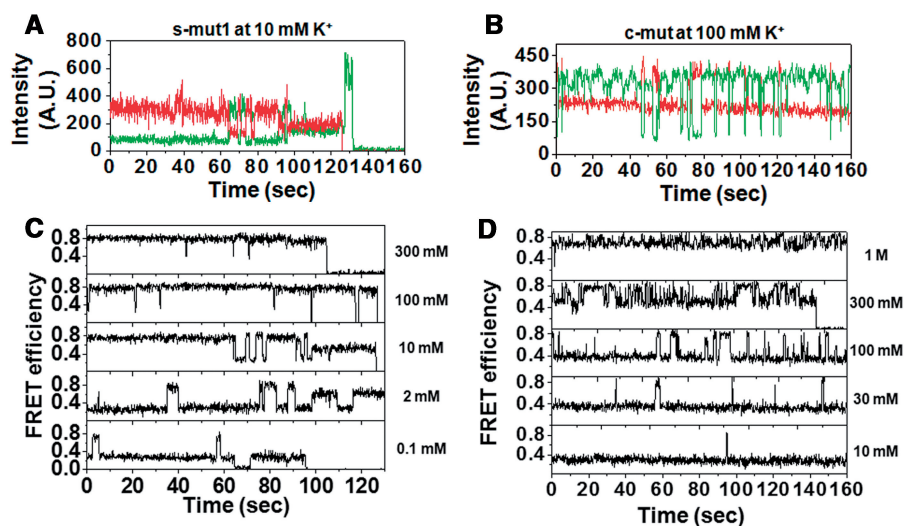 A
s-mut1 at 10 mM K⁺
Intensity
(A. U.)
800
600
400
200
0
0 20 40 60 80 100 120 140 160
Time (sec)
B
c-mut at 100 mM K⁺
Intensity
(A. U.)
450
300
150
0
0 20 40 60 80 100 120 140 160
Time (sec)
C
FRET efficiency
0.8
0.4
300 mM
0.8
0.4
100 mM
0.8
0.4
10 mM
0.8
0.4
2 mM
0.8
0.4
0.0
0.1 mM
0 20 40 60 80 100 120
Time (sec)
D
FRET efficiency
0.8
0.4
1 M
0.8
0.4
300 mM
0.8
0.4
100 mM
0.8
0.4
30 mM
0.8
0.4
10 mM
0 20 40 60 80 100 120 140 160
Time (sec)